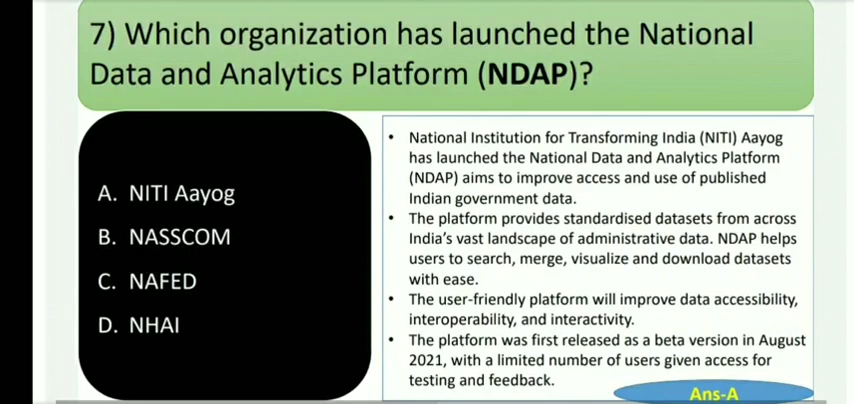 7) Which organization has launched the National
Data and Analytics Platform (NDAP)?
A. NITI Aayog
B. NASSCOM
C. NAFED
D. NHAI
• National Institution for Transforming India (NITI) Aayog
has launched the National Data and Analytics Platform
(NDAP) aims to improve access and use of published
Indian government data.
• The platform provides standardised datasets from across
India’s vast landscape of administrative data. NDAP helps
users to search, merge, visualize and download datasets
with ease.
• The user-friendly platform will improve data accessibility,
interoperability, and interactivity.
• The platform was first released as a beta version in August
2021, with a limited number of users given access for
testing and feedback.
Ans-A